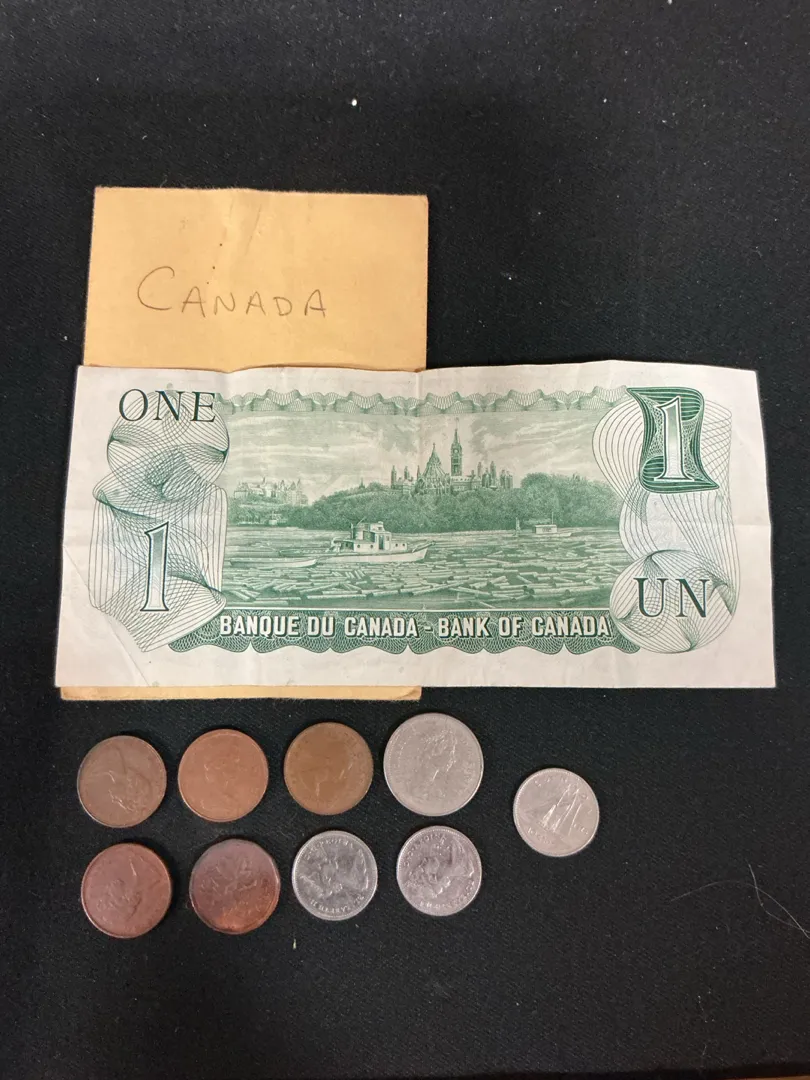 CANADA
ONE
1
1
BANQUE DU CANADA - BANK OF CANADA
UN